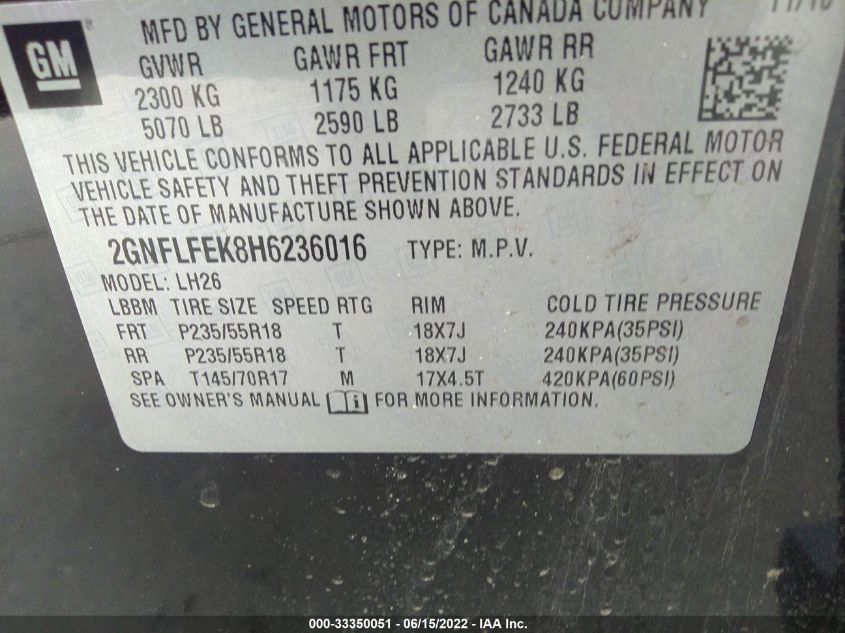 GM
MFD BY GENERAL MOTORS OF CANADA COMPANY
GVWR GAWR FRT GAWR RR
2300 KG 1175 KG 1240 KG
5070 LB 2590 LB 2733 LB
THIS VEHICLE CONFORMS TO ALL APPLICABLE U.S. FEDERAL MOTOR
VEHICLE SAFETY AND THEFT PREVENTION STANDARDS IN EFFECT ON
THE DATE OF MANUFACTURE SHOWN ABOVE.
2GNFLFEK8H6236016 TYPE: M.P.V.
MODEL: LH26
LBBM TIRE SIZE SPEED RTG RIM COLD TIRE PRESSURE
FRT P235/55R18 T 18X7J 240KPA(35PSI)
RR P235/55R18 T 18X7J 240KPA(35PSI)
SPA T145/70R17 M 17X4.5T 420KPA(60PSI)
SEE OWNER'S MANUAL FOR MORE INFORMATION.
000-33350051 - 06/15/2022 - IAA Inc.